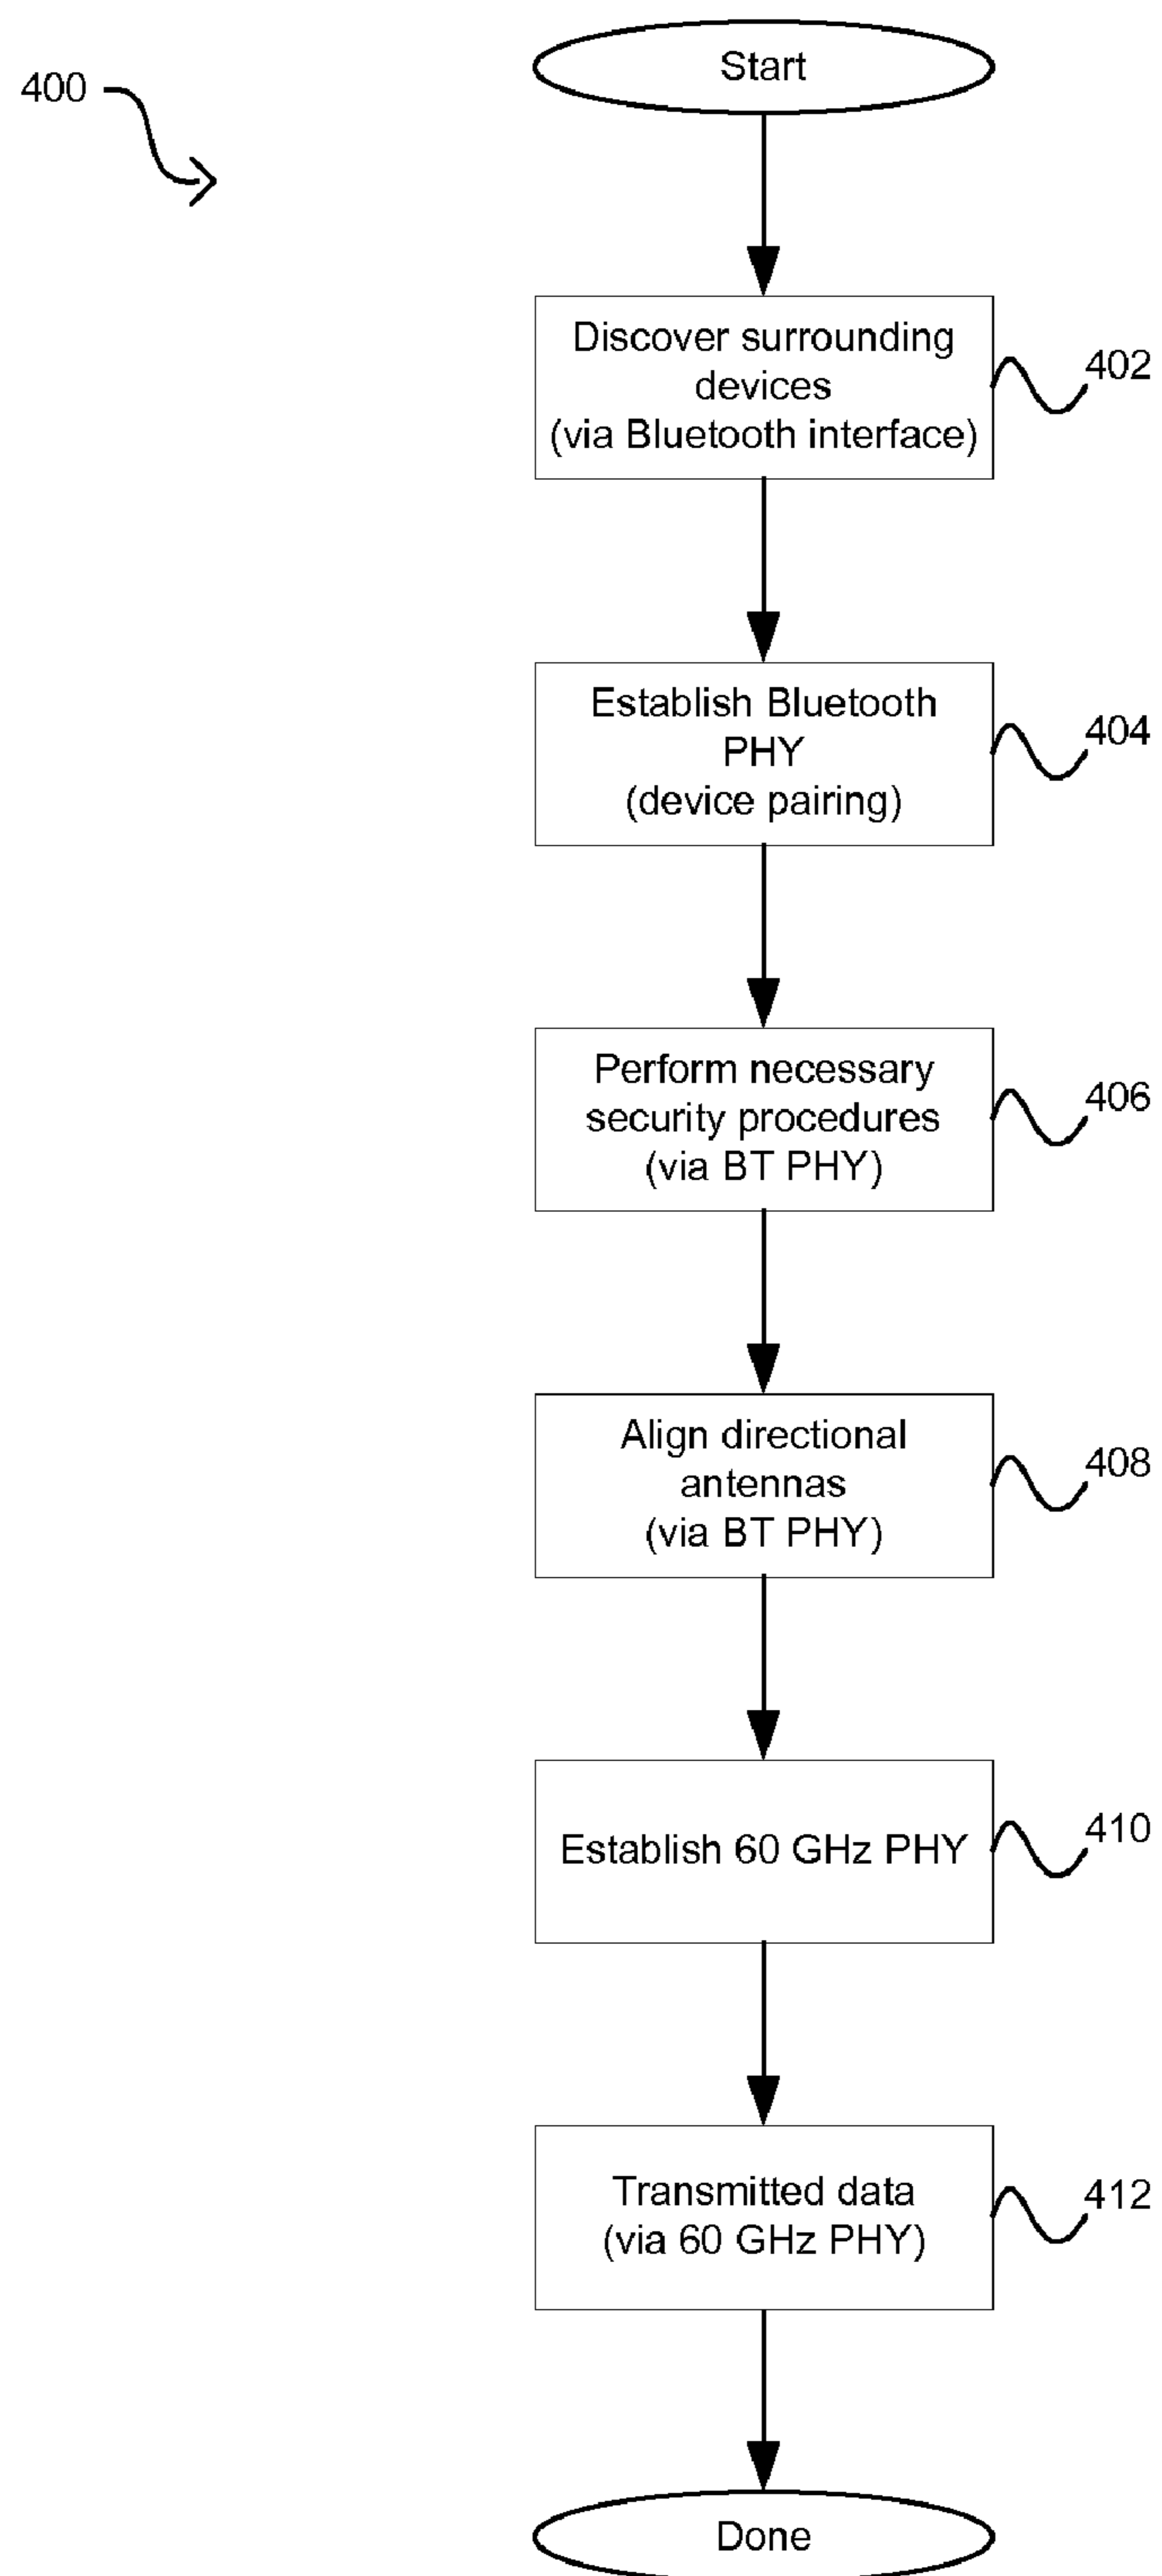 400
Start
Discover surrounding
devices
(via Bluetooth interface)
402
Establish Bluetooth
PHY
(device pairing)
404
Perform necessary
security procedures
(via BT PHY)
406
Align directional
antennas
(via BT PHY)
408
Establish 60 GHz PHY
410
Transmitted data
(via 60 GHz PHY)
412
Done